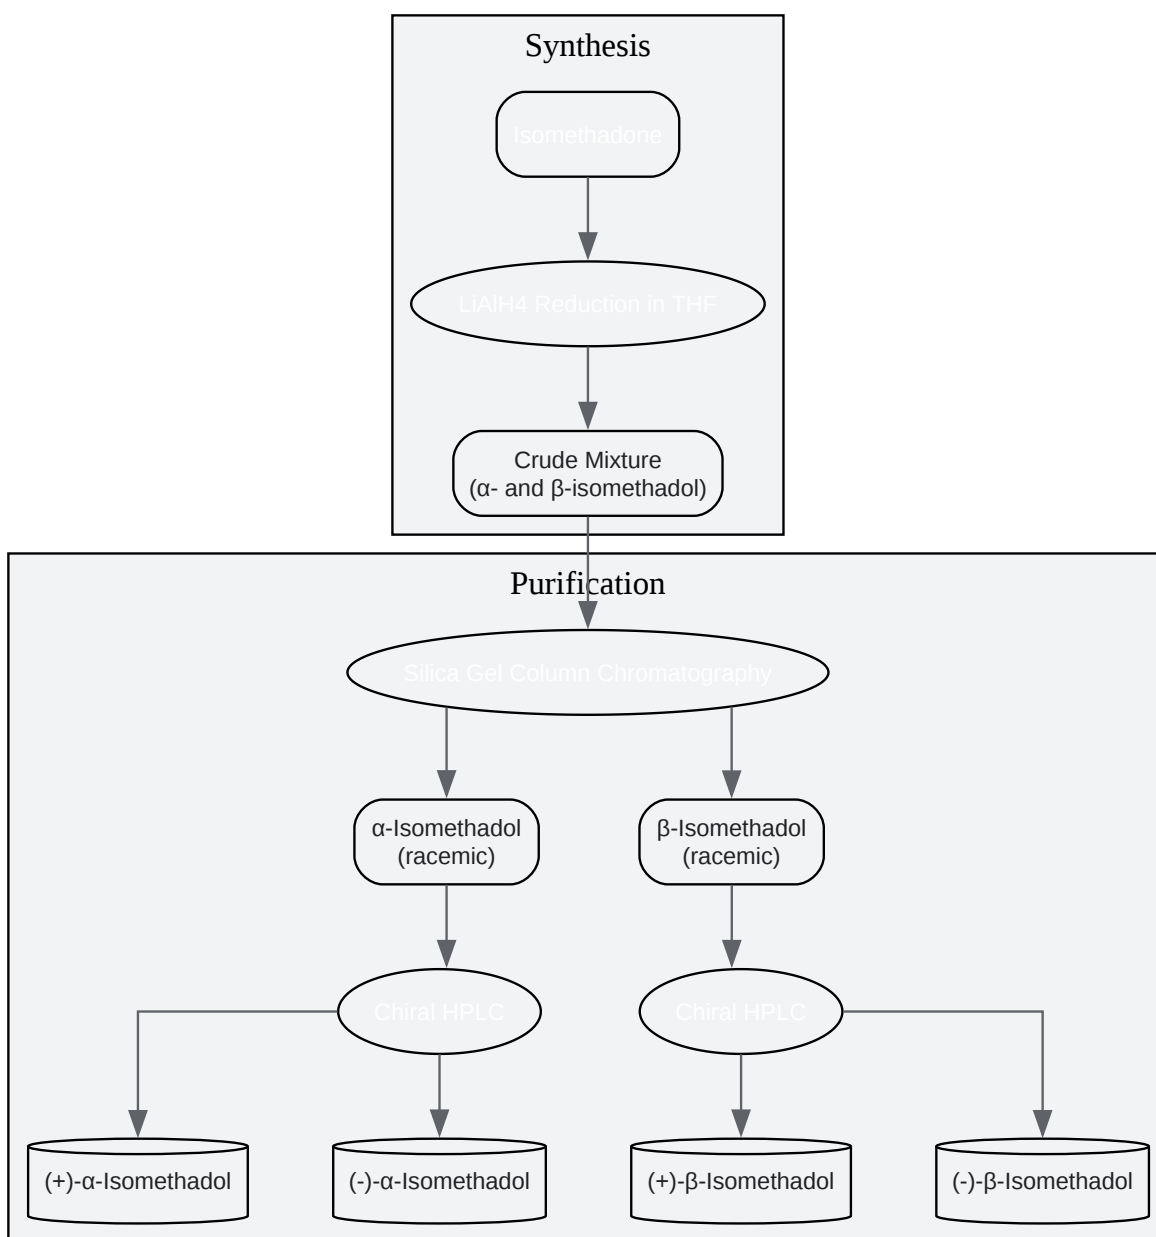 Synthesis
Isomethadone
LiAlH4 Reduction in THF
Crude Mixture
(α- and β-isomethadol)
Purification
Silica Gel Column Chromatography
α-Isomethadol
(racemic)
β-Isomethadol
(racemic)
Chiral HPLC
Chiral HPLC
(+)-α-Isomethadol
(-)-α-Isomethadol
(+)-β-Isomethadol
(-)-β-Isomethadol